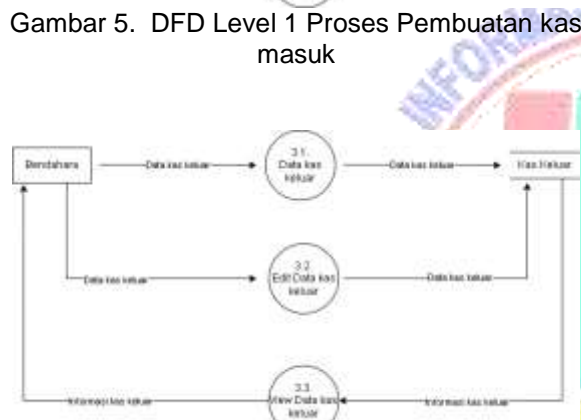 Gambar 5. DFD Level 1 Proses Pembuatan kas
masuk
INFORMA
Bendahara
Data kas keluar
3.1.
Data kas
keluar
Data kas keluar
Kas Keluar
Data kas keluar
3.2
Edit Data kas
keluar
Data kas keluar
Informasi kas keluar
3.3.
View Data kas
keluar
Informasi kas keluar